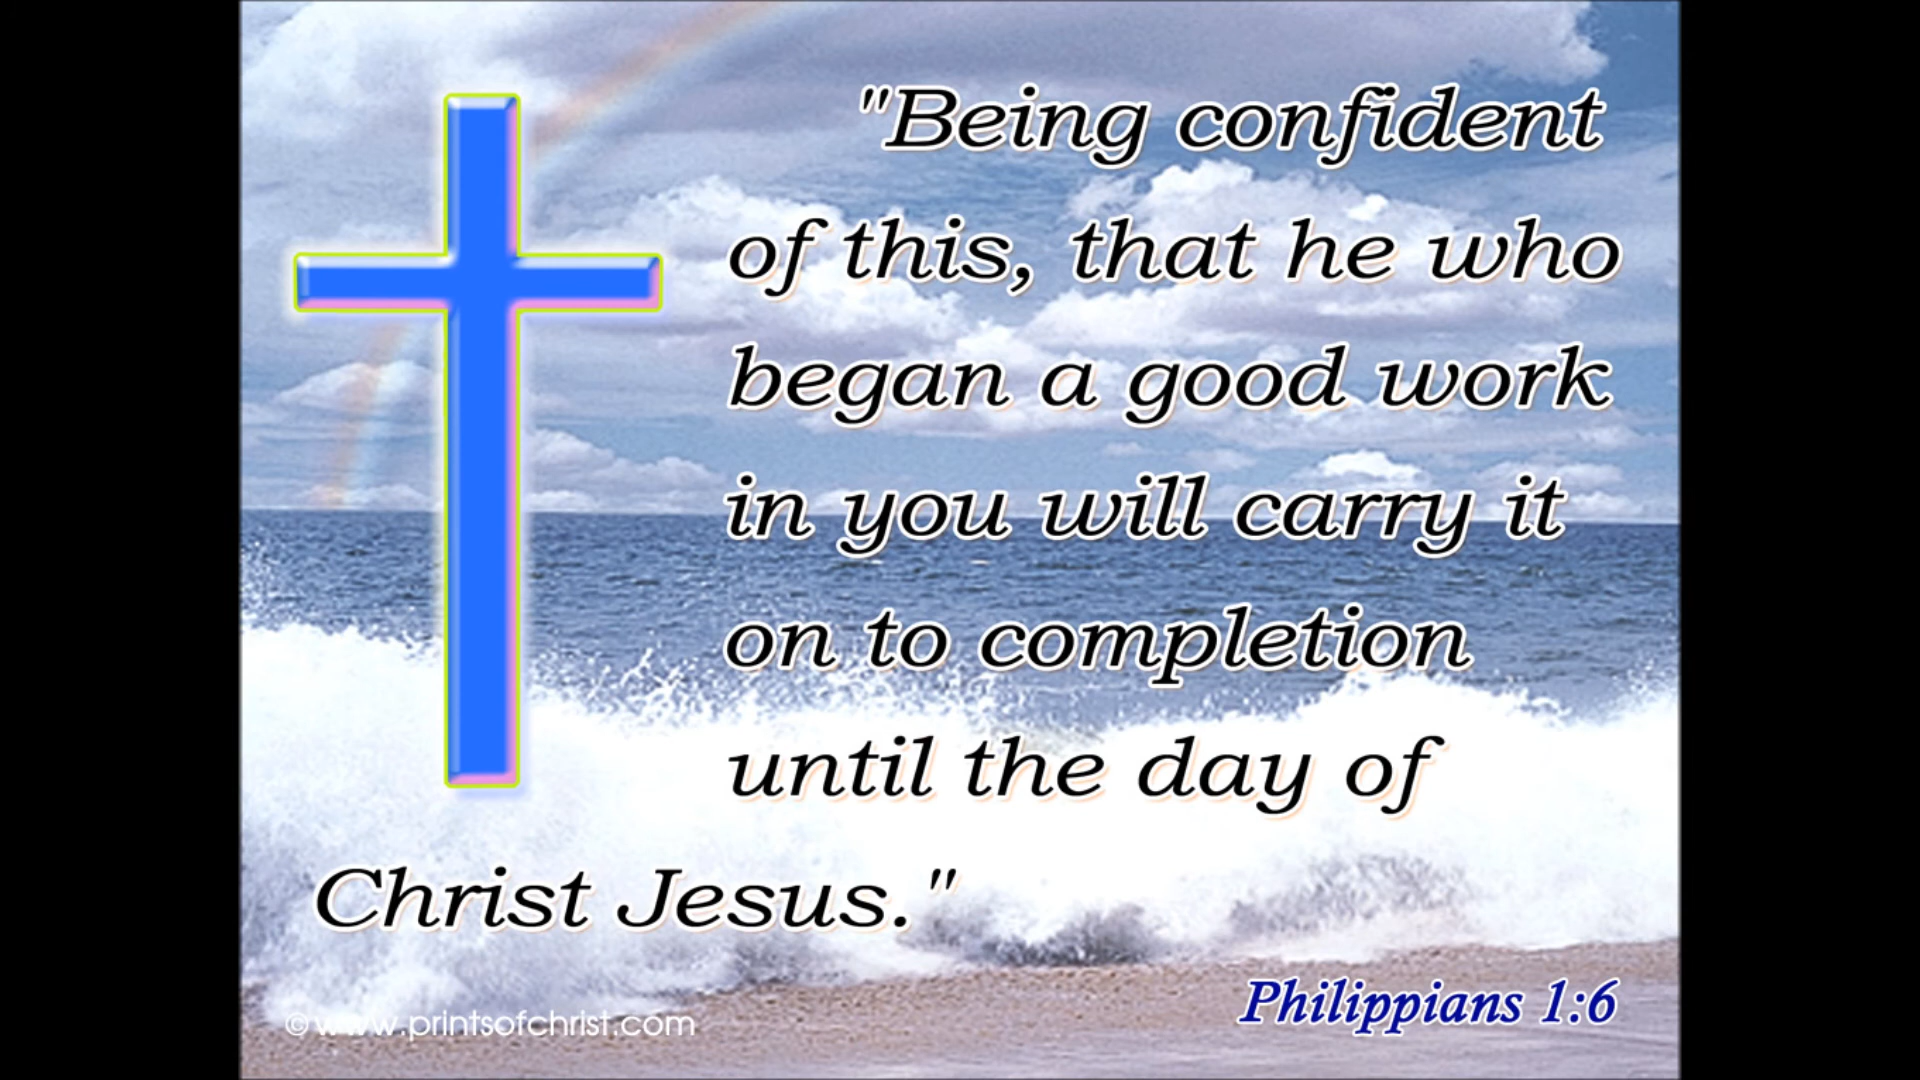 "Being confident
of this, that he who
began a good work
in you will carry it
on to completion
until the day of
Christ Jesus."
Philippians 1:6
© www.printsofchrist.com